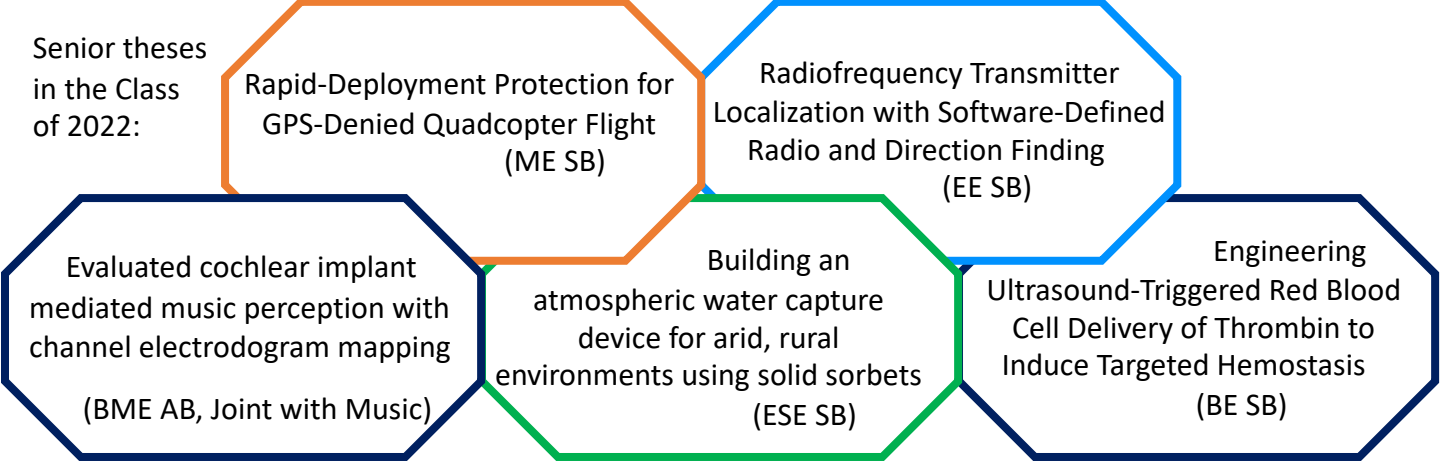 Senior theses
in the Class
of 2022:
Rapid-Deployment Protection for
GPS-Denied Quadcopter Flight
(ME SB)
Radiofrequency Transmitter
Localization with Software-Defined
Radio and Direction Finding
(EE SB)
Evaluated cochlear implant
mediated music perception with
channel electrodogram mapping
(BME AB, Joint with Music)
Building an
atmospheric water capture
device for arid, rural
environments using solid sorbets
(ESE SB)
Engineering
Ultrasound-Triggered Red Blood
Cell Delivery of Thrombin to
Induce Targeted Hemostasis
(BE SB)